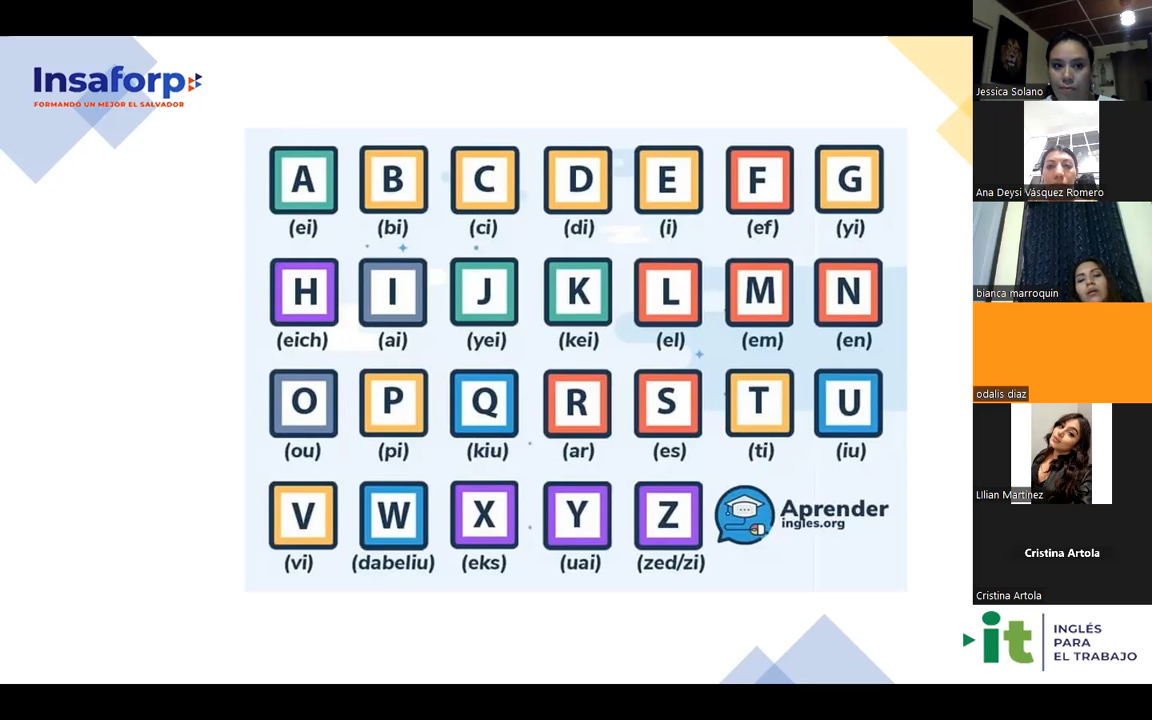 Insaforp
FORMANDO UN MEJOR EL SALVADOR
A B C D E F G
(ei) (bi) (ci) (di) (i) (ef) (yi)
H I J K L M N
(eich) (ai) (yei) (kei) (el) (em) (en)
O P Q R S T U
(ou) (pi) (kiu) (ar) (es) (ti) (iu)
V W X Y Z
(vi) (dabeliu) (eks) (uai) (zed/zi)
Aprender
ingles.org
Jessica Solano
Ana Deysi Vásquez Romero
bianca marroquin
odalis diaz
LIlian Martinez
Cristina Artola
Cristina Artola
it
INGLÉS
PARA
EL TRABAJO